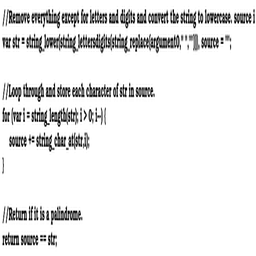 //Remove everything except for letters and digits and convert the string to lowercase. source i
var str = string_lower(string_lettersdigits(string_replace(argument0," ",""))), source = "";
//Loop through and store each character of str in source.
for (var i = string_length(str); i > 0; i--) {
source += string_char_at(str,i);
}
//Return if it is a palindrome.
return source == str;